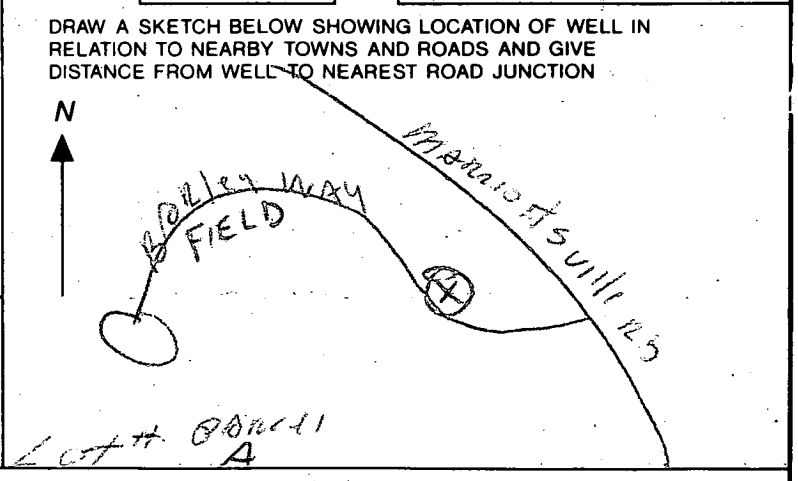 DRAW A SKETCH BELOW SHOWING LOCATION OF WELL IN
RELATION TO NEARBY TOWNS AND ROADS AND GIVE
DISTANCE FROM WELL TO NEAREST ROAD JUNCTION
N
Marriottsville RD
Barley WAY
FIELD
Lot #
A